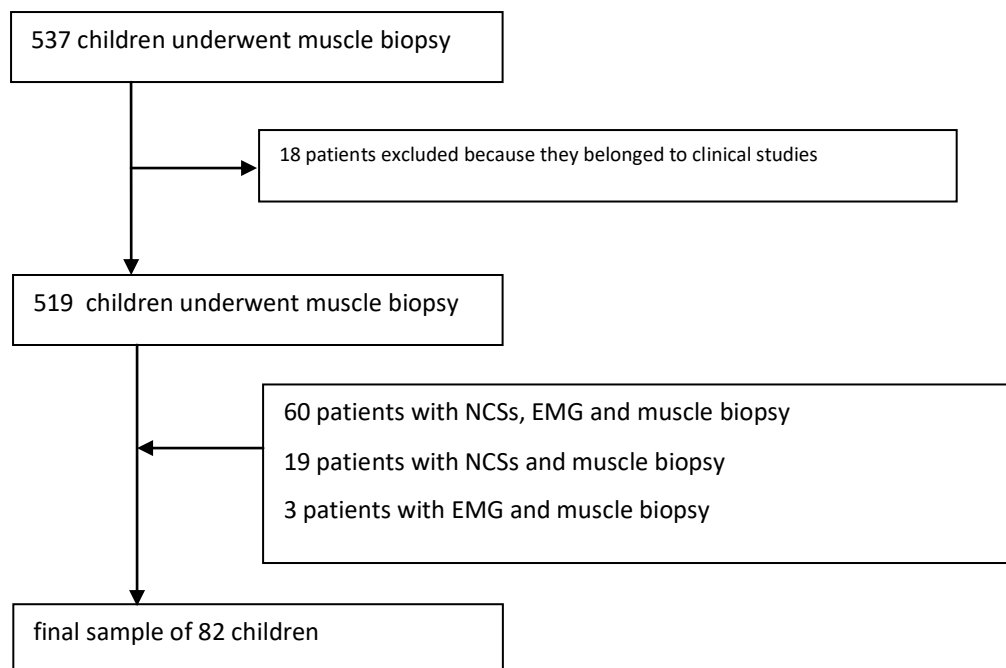 537 children underwent muscle biopsy
18 patients excluded because they belonged to clinical studies
519  children underwent muscle biopsy
60 patients with NCSs, EMG and muscle biopsy
19 patients with NCSs and muscle biopsy
3 patients with EMG and muscle biopsy
final sample of 82 children